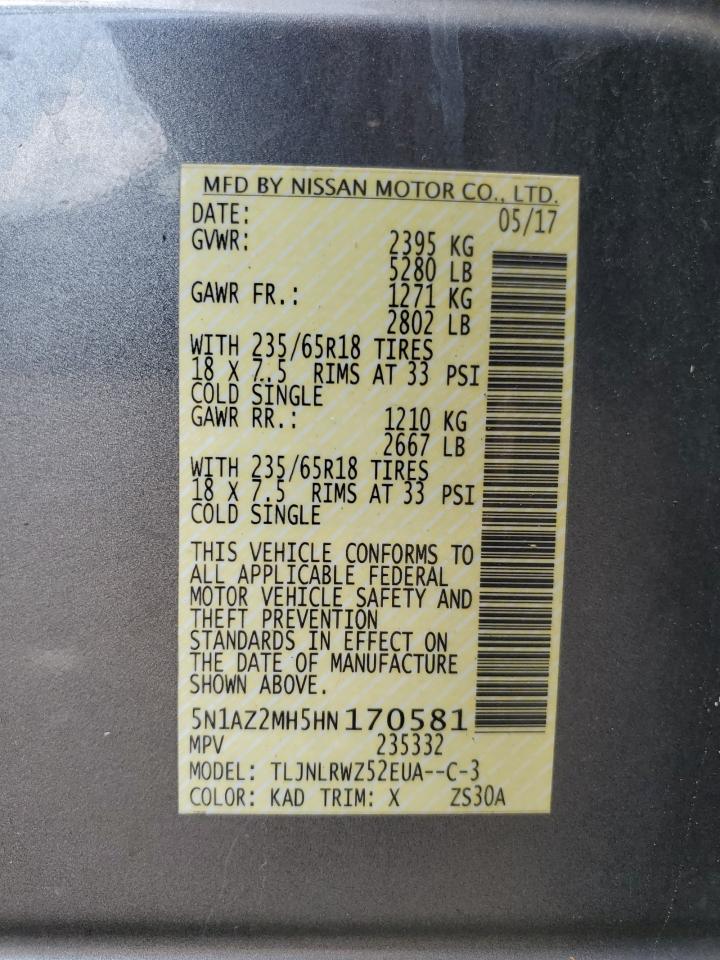 MFD BY NISSAN MOTOR CO., LTD.
DATE: 05/17
GVWR: 2395 KG
5280 LB
GAWR FR.: 1271 KG
2802 LB
WITH 235/65R18 TIRES
18 X 7.5 RIMS AT 33 PSI
COLD SINGLE
GAWR RR.: 1210 KG
2667 LB
WITH 235/65R18 TIRES
18 X 7.5 RIMS AT 33 PSI
COLD SINGLE
THIS VEHICLE CONFORMS TO
ALL APPLICABLE FEDERAL
MOTOR VEHICLE SAFETY AND
THEFT PREVENTION
STANDARDS IN EFFECT ON
THE DATE OF MANUFACTURE
SHOWN ABOVE.
5N1AZ2MH5HN170581
MPV 235332
MODEL: TLJNLRWZ52EUA--C-3
COLOR: KAD TRIM: X ZS30A